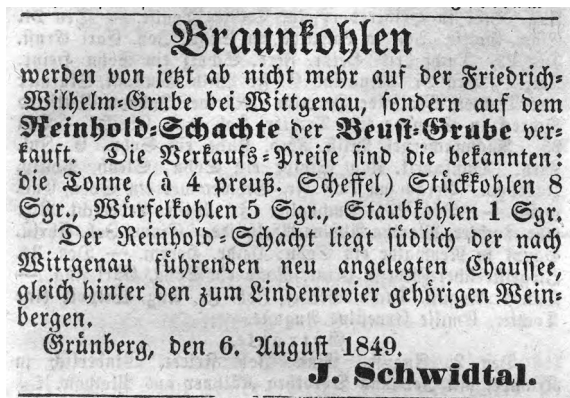 Braunkohlen
werden von jetzt ab nicht mehr auf der Friedrich-
Wilhelm-Grube bei Wittgenau, sondern auf dem
Reinhold-Schachte der Beust-Grube ver-
kauft. Die Verkaufs-Preise sind die bekannten:
die Tonne (à 4 preuß. Scheffel) Stückkohlen 8
Sgr., Würfelkohlen 5 Sgr., Staubkohlen 1 Sgr.
Der Reinhold-Schacht liegt südlich der nach
Wittgenau führenden neu angelegten Chaussee,
gleich hinter den zum Lindenrevier gehörigen Wein-
bergen.
Grünberg, den 6. August 1849.
J. Schwidtal.